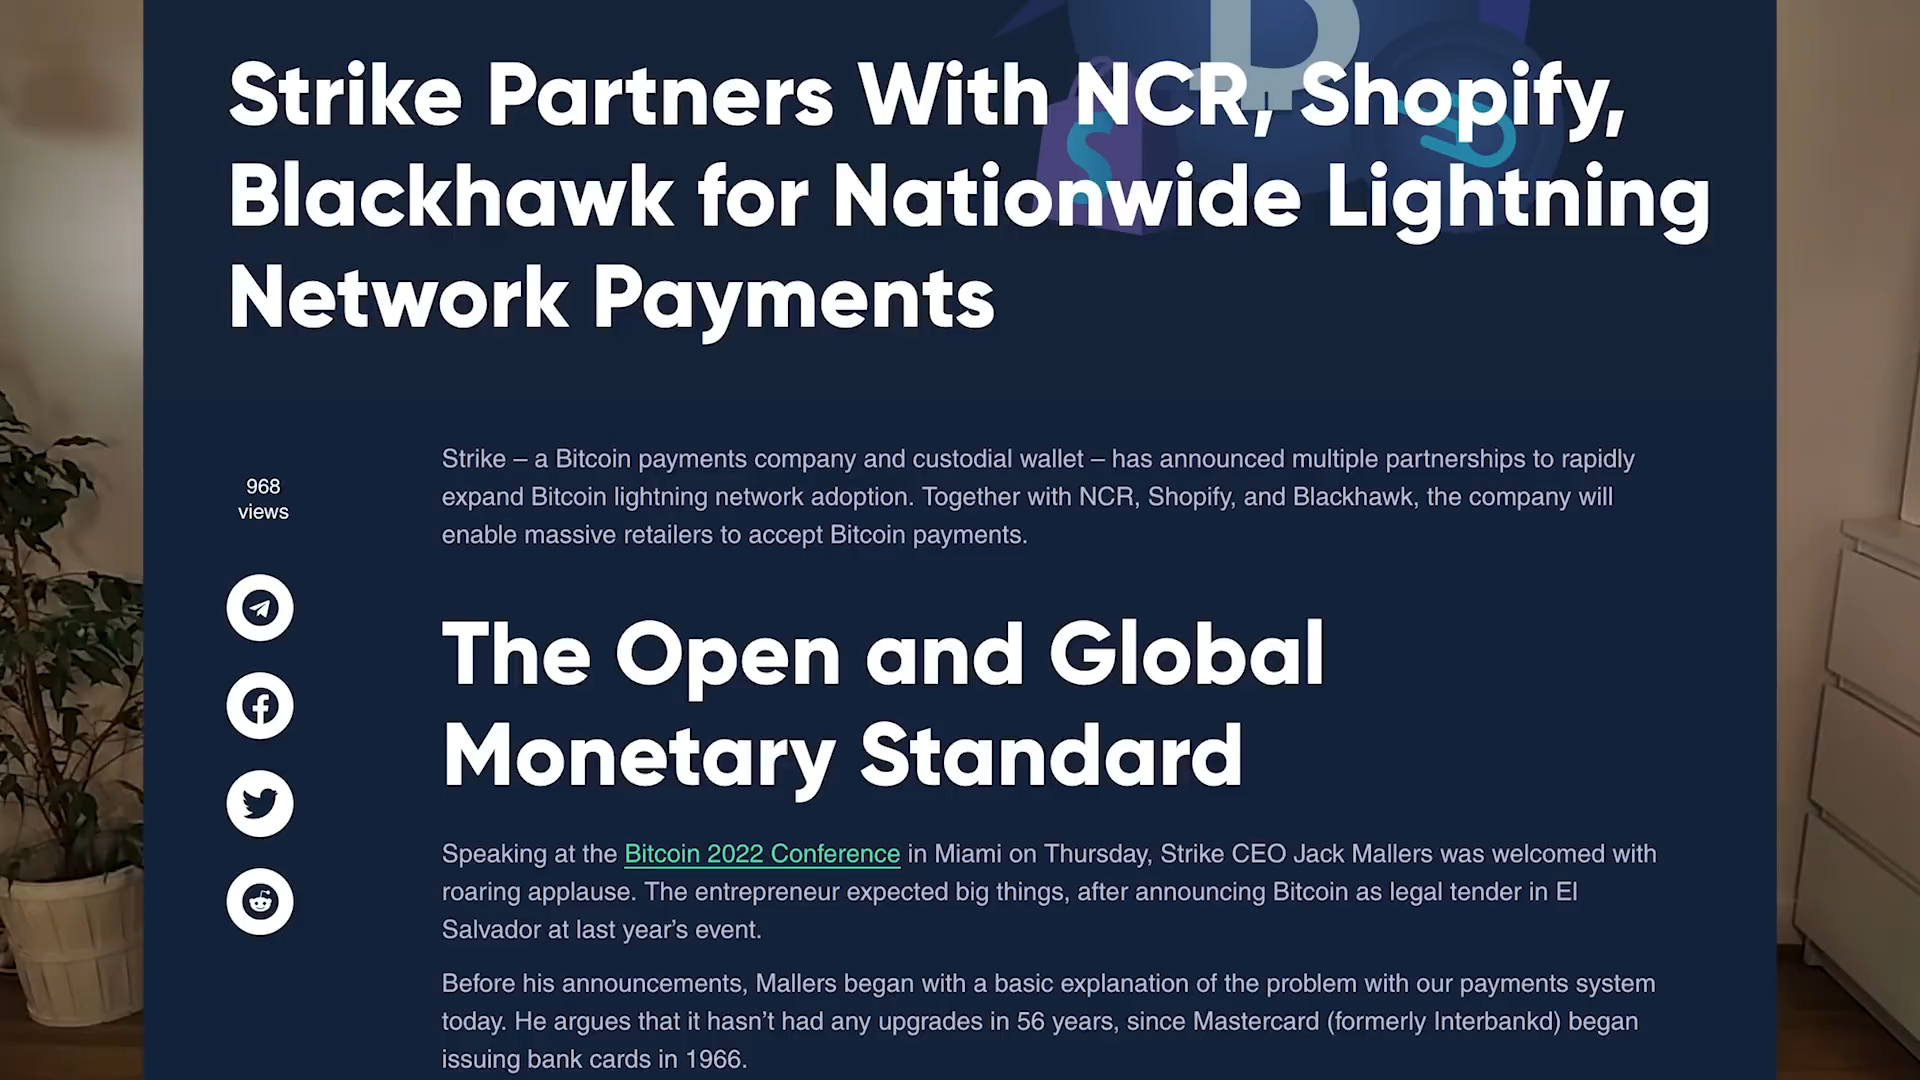 Strike Partners With NCR, Shopify,
Blackhawk for Nationwide Lightning
Network Payments
968
views
Strike – a Bitcoin payments company and custodial wallet – has announced multiple partnerships to rapidly
expand Bitcoin lightning network adoption. Together with NCR, Shopify, and Blackhawk, the company will
enable massive retailers to accept Bitcoin payments.
The Open and Global
Monetary Standard
Speaking at the Bitcoin 2022 Conference in Miami on Thursday, Strike CEO Jack Mallers was welcomed with
roaring applause. The entrepreneur expected big things, after announcing Bitcoin as legal tender in El
Salvador at last year’s event.
Before his announcements, Mallers began with a basic explanation of the problem with our payments system
today. He argues that it hasn’t had any upgrades in 56 years, since Mastercard (formerly Interbankd) began
issuing bank cards in 1966.